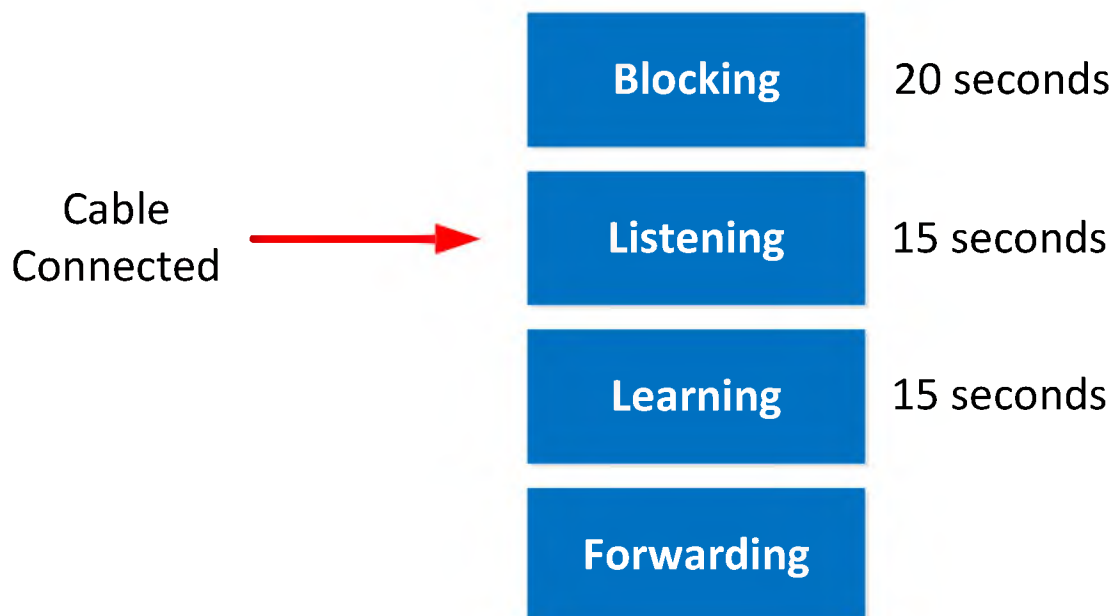 Blocking 20 seconds
Cable
Connected
Listening 15 seconds
Learning 15 seconds
Forwarding